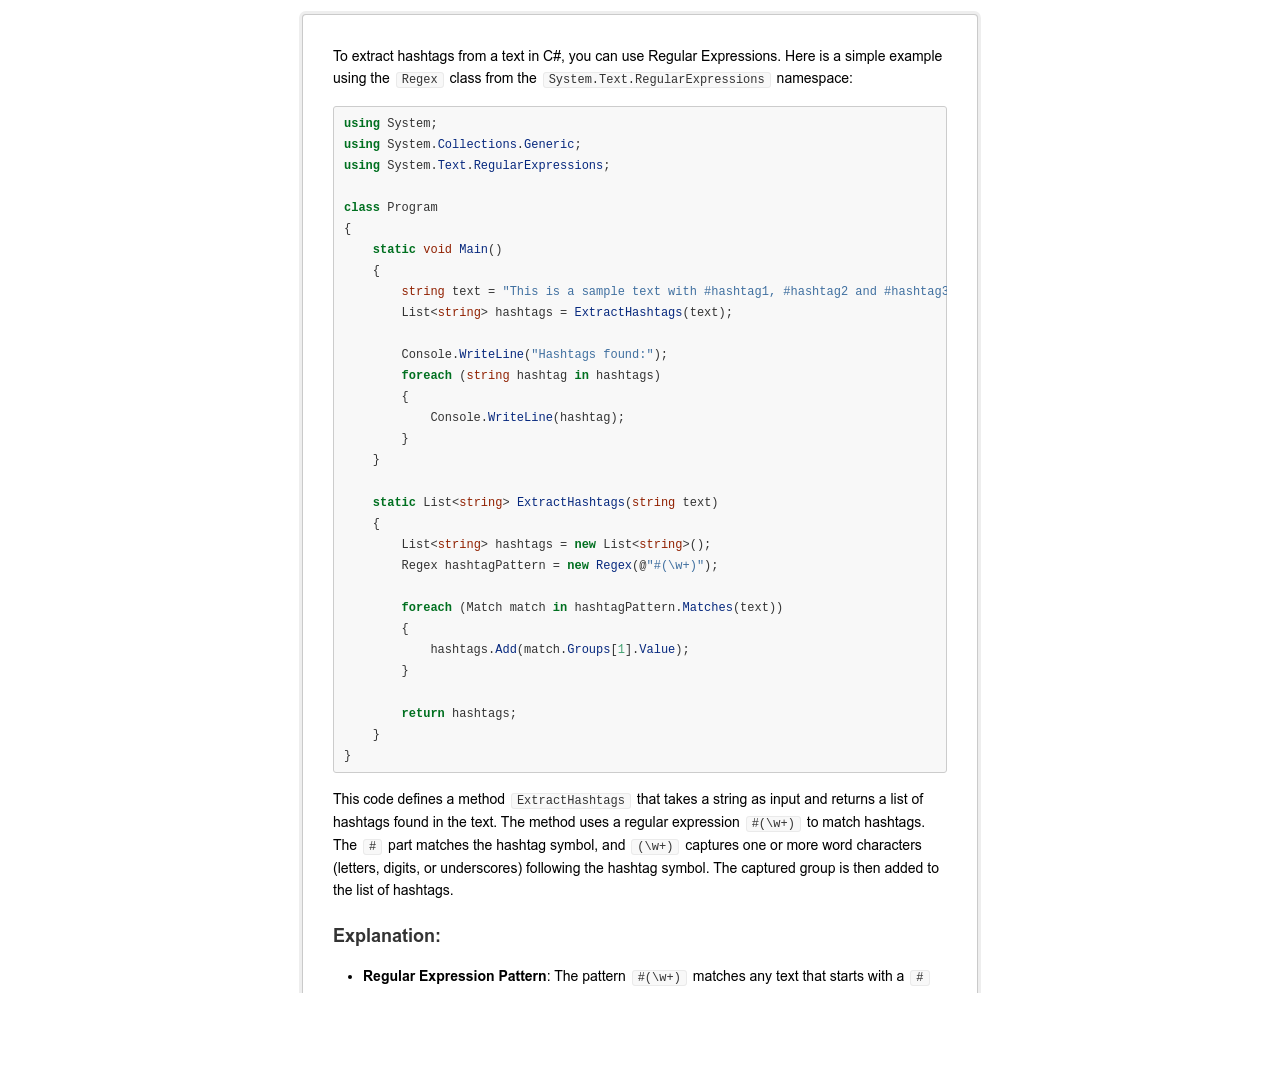 To extract hashtags from a text in C#, you can use Regular Expressions. Here is a simple example
using the Regex class from the System.Text.RegularExpressions namespace:
using System;
using System.Collections.Generic;
using System.Text.RegularExpressions;
class Program
{
    static void Main()
    {
        string text = "This is a sample text with #hashtag1, #hashtag2 and #hashtag3
        List<string> hashtags = ExtractHashtags(text);
        Console.WriteLine("Hashtags found:");
        foreach (string hashtag in hashtags)
        {
            Console.WriteLine(hashtag);
        }
    }
    static List<string> ExtractHashtags(string text)
    {
        List<string> hashtags = new List<string>();
        Regex hashtagPattern = new Regex(@"#(\w+)");
        foreach (Match match in hashtagPattern.Matches(text))
        {
            hashtags.Add(match.Groups[1].Value);
        }
        return hashtags;
    }
}
This code defines a method ExtractHashtags that takes a string as input and returns a list of
hashtags found in the text. The method uses a regular expression #(\w+) to match hashtags.
The # part matches the hashtag symbol, and (\w+) captures one or more word characters
(letters, digits, or underscores) following the hashtag symbol. The captured group is then added to
the list of hashtags.
Explanation:
• Regular Expression Pattern: The pattern #(\w+) matches any text that starts with a #